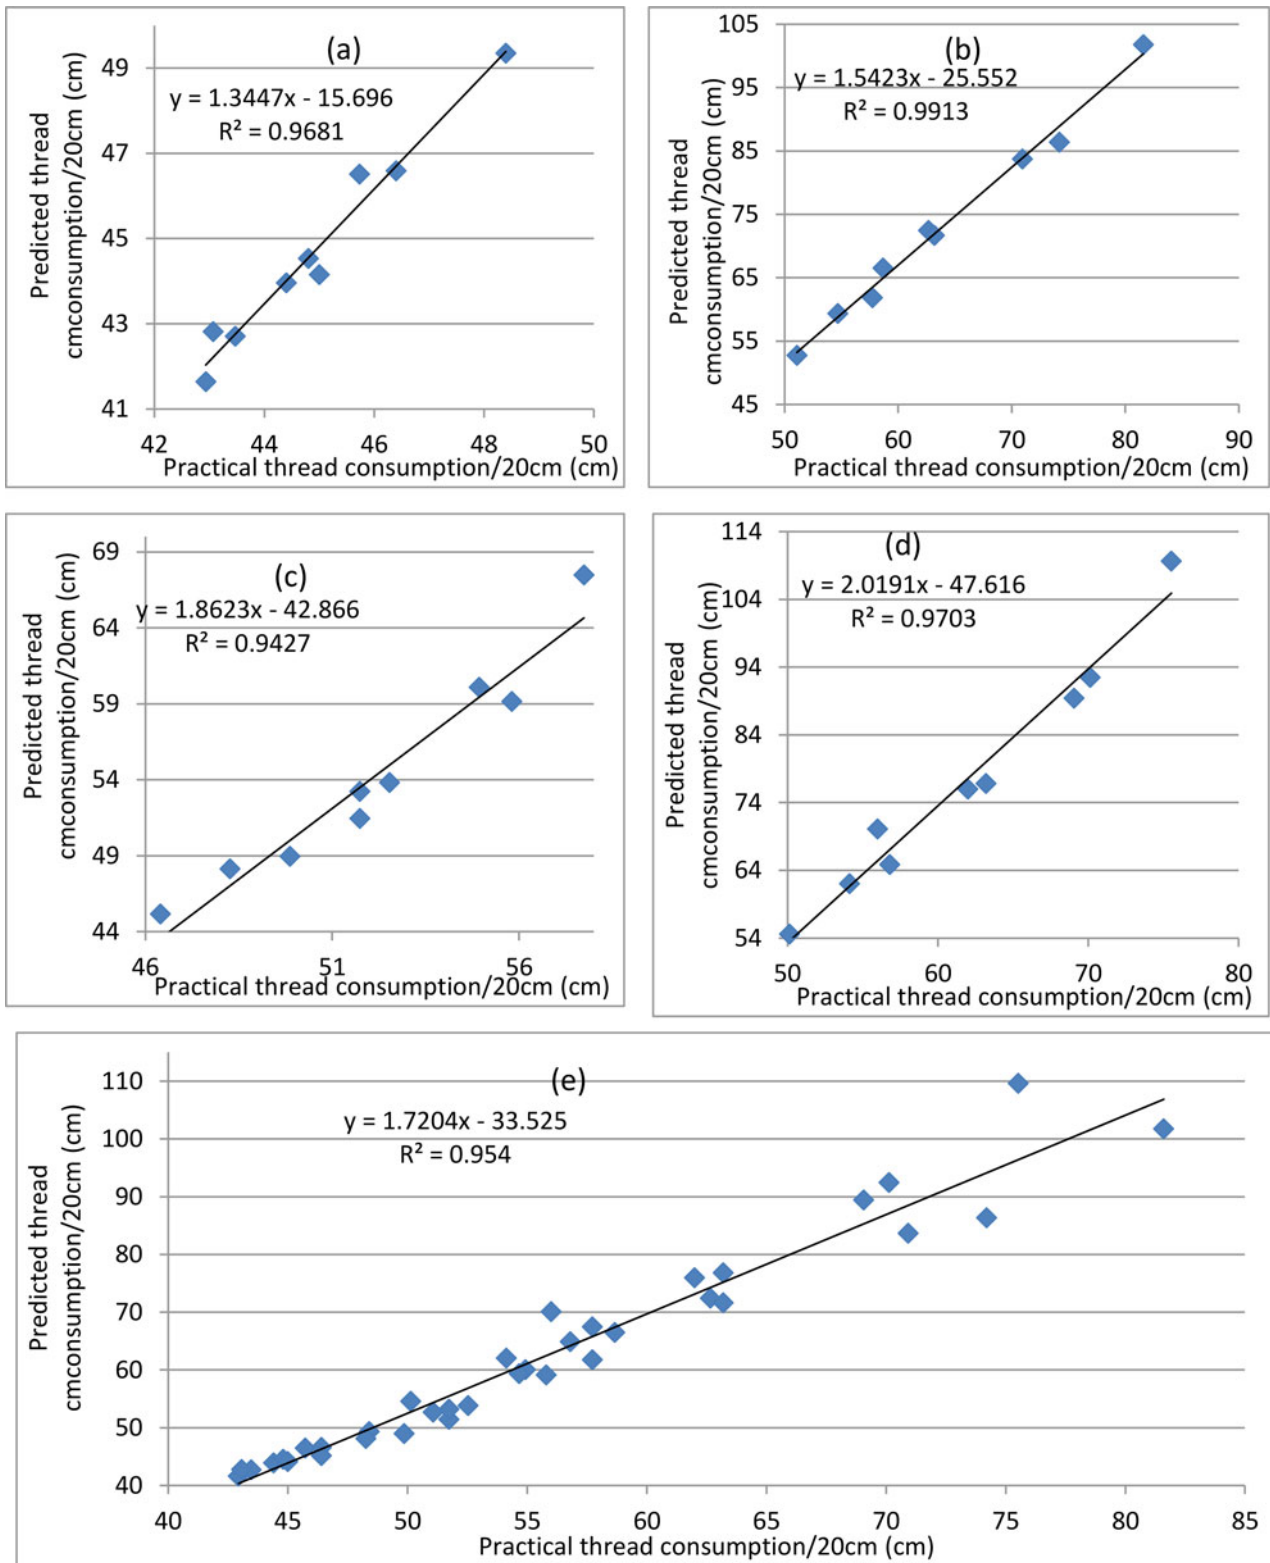 (a)
y = 1.3447x - 15.696
R² = 0.9681
Predicted thread
cmconsumption/20cm (cm)
49
47
45
43
41
42 44 46 48 50
Practical thread consumption/20cm (cm)
(b)
y = 1.5423x - 25.552
R² = 0.9913
Predicted thread
cmconsumption/20cm (cm)
105
95
85
75
65
55
45
50 60 70 80 90
Practical thread consumption/20cm (cm)
(c)
y = 1.8623x - 42.866
R² = 0.9427
Predicted thread
cmconsumption/20cm (cm)
69
64
59
54
49
44
46 51 56
Practical thread consumption/20cm (cm)
(d)
y = 2.0191x - 47.616
R² = 0.9703
Predicted thread
cmconsumption/20cm (cm)
114
104
94
84
74
64
54
50 60 70 80
Practical thread consumption/20cm (cm)
(e)
y = 1.7204x - 33.525
R² = 0.954
Predicted thread
cmconsumption/20cm (cm)
110
100
90
80
70
60
50
40
40 45 50 55 60 65 70 75 80 85
Practical thread consumption/20cm (cm)